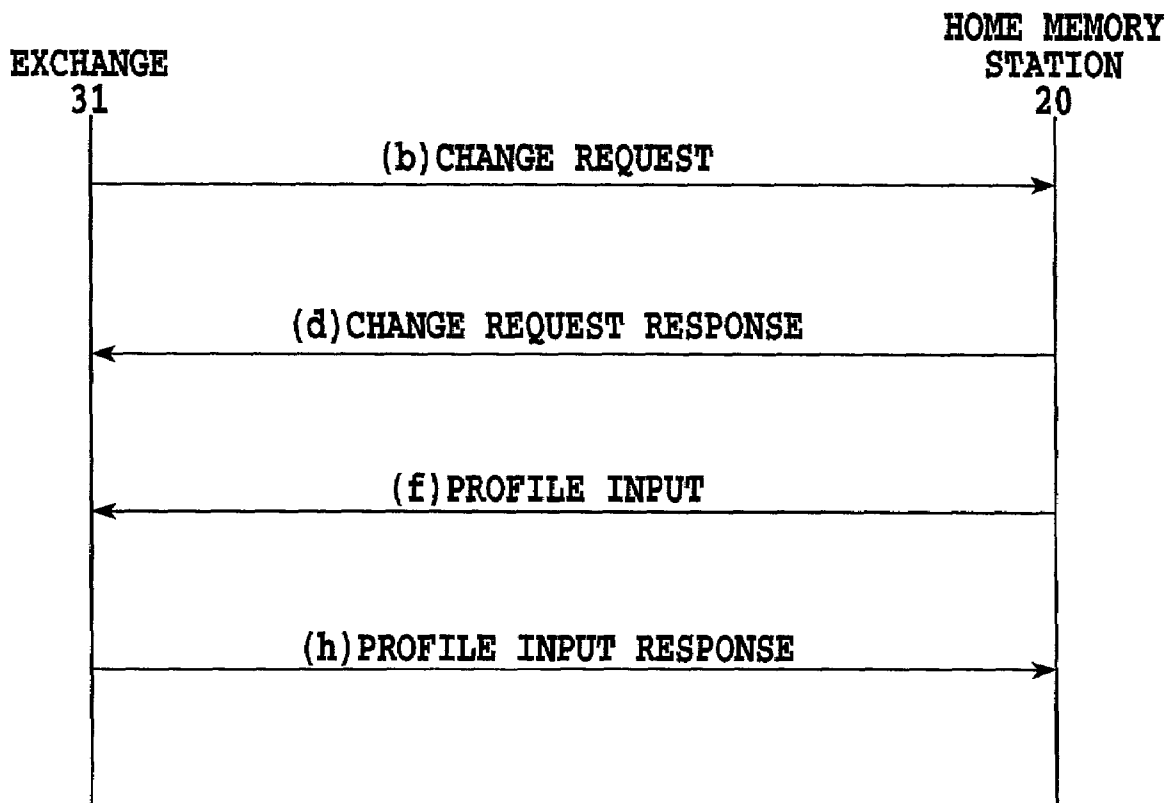 EXCHANGE
31
HOME MEMORY
STATION
20
(b)CHANGE REQUEST
(d)CHANGE REQUEST RESPONSE
(f)PROFILE INPUT
(h)PROFILE INPUT RESPONSE